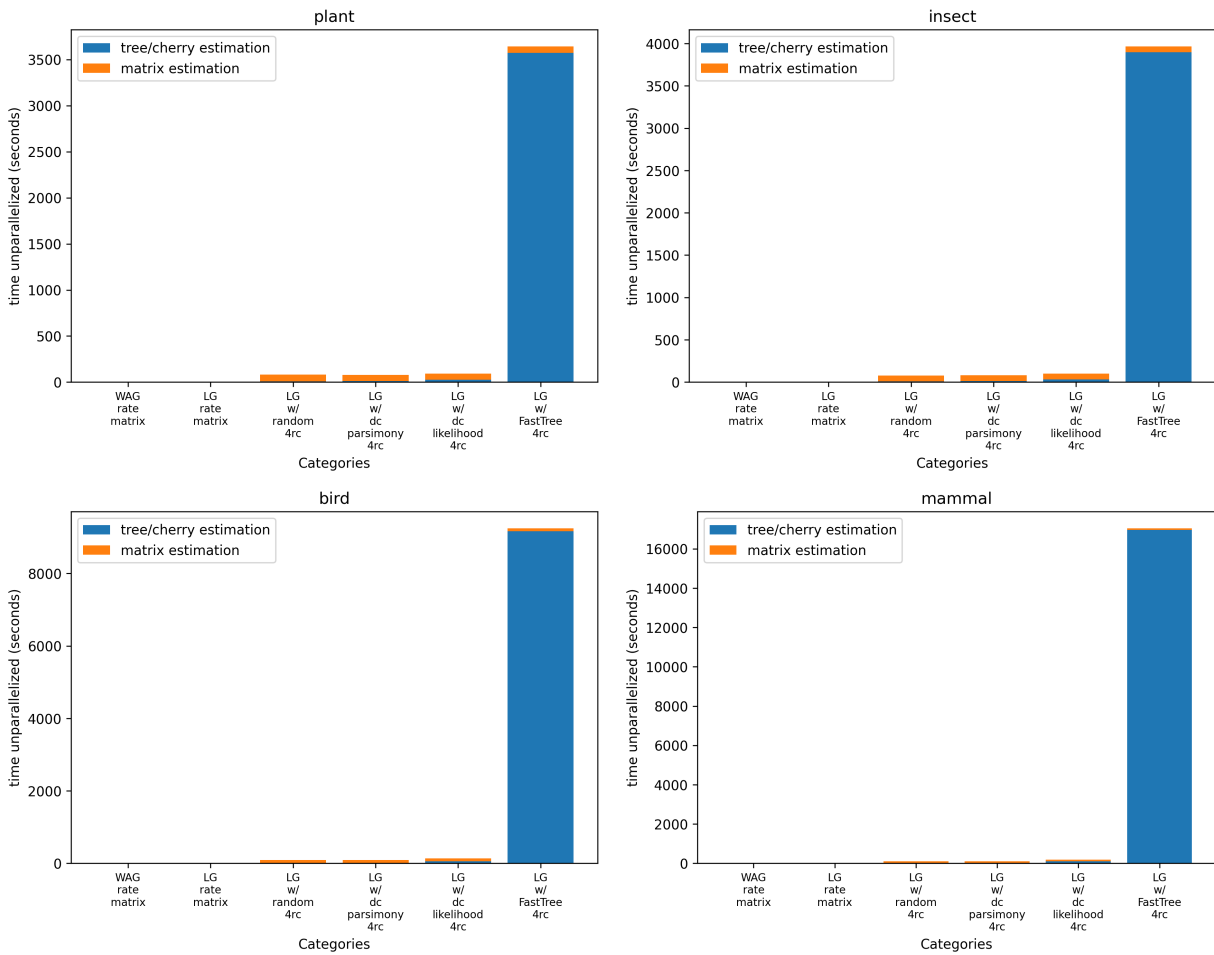 plant
tree/cherry estimation
matrix estimation
time unparallelized (seconds)
3500
3000
2500
2000
1500
1000
500
0
WAG
rate
matrix
LG
rate
matrix
LG
w/
random
4rc
LG
w/
dc
parsimony
4rc
LG
w/
dc
likelihood
4rc
LG
w/
FastTree
4rc
Categories
insect
tree/cherry estimation
matrix estimation
time unparallelized (seconds)
4000
3500
3000
2500
2000
1500
1000
500
0
WAG
rate
matrix
LG
rate
matrix
LG
w/
random
4rc
LG
w/
dc
parsimony
4rc
LG
w/
dc
likelihood
4rc
LG
w/
FastTree
4rc
Categories
bird
tree/cherry estimation
matrix estimation
time unparallelized (seconds)
8000
6000
4000
2000
0
WAG
rate
matrix
LG
rate
matrix
LG
w/
random
4rc
LG
w/
dc
parsimony
4rc
LG
w/
dc
likelihood
4rc
LG
w/
FastTree
4rc
Categories
mammal
tree/cherry estimation
matrix estimation
time unparallelized (seconds)
16000
14000
12000
10000
8000
6000
4000
2000
0
WAG
rate
matrix
LG
rate
matrix
LG
w/
random
4rc
LG
w/
dc
parsimony
4rc
LG
w/
dc
likelihood
4rc
LG
w/
FastTree
4rc
Categories